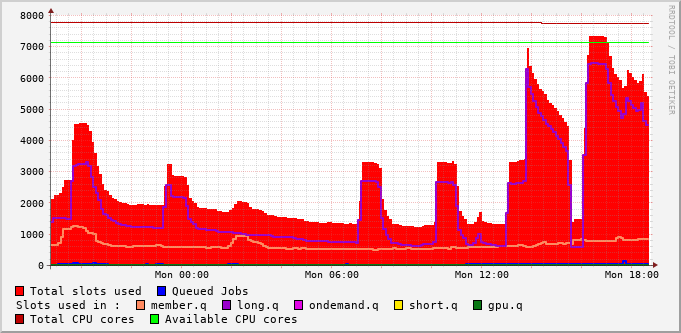 8000
7000
6000
5000
4000
3000
2000
1000
0
Mon 00:00 Mon 06:00 Mon 12:00 Mon 18:00
RRDTOOL / TOBI OETIKER
Total slots used Queued Jobs
Slots used in : member.q long.q ondemand.q short.q gpu.q
Total CPU cores Available CPU cores